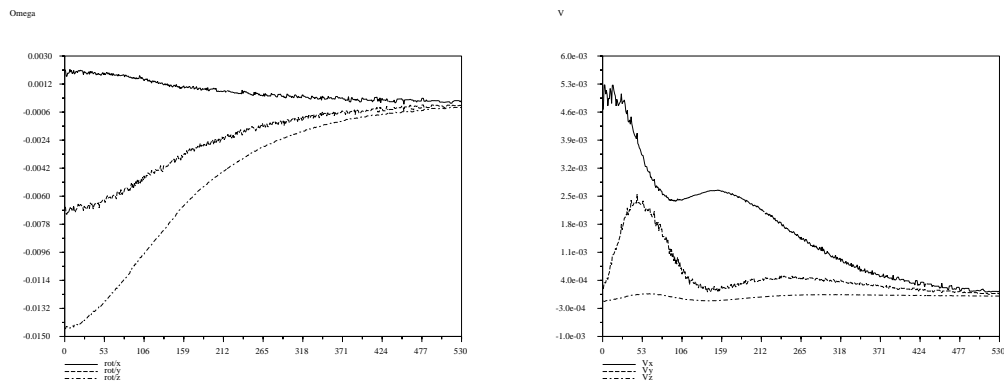 Omega
0.0030
0.0012
-0.0006
-0.0024
-0.0042
-0.0060
-0.0078
-0.0096
-0.0114
-0.0132
-0.0150
0 53 106 159 212 265 318 371 424 477 530
rot/x
rot/y
rot/z
V
6.0e-03
5.3e-03
4.6e-03
3.9e-03
3.2e-03
2.5e-03
1.8e-03
1.1e-03
4.0e-04
-3.0e-04
-1.0e-03
0 53 106 159 212 265 318 371 424 477 530
Vx
Vy
Vz